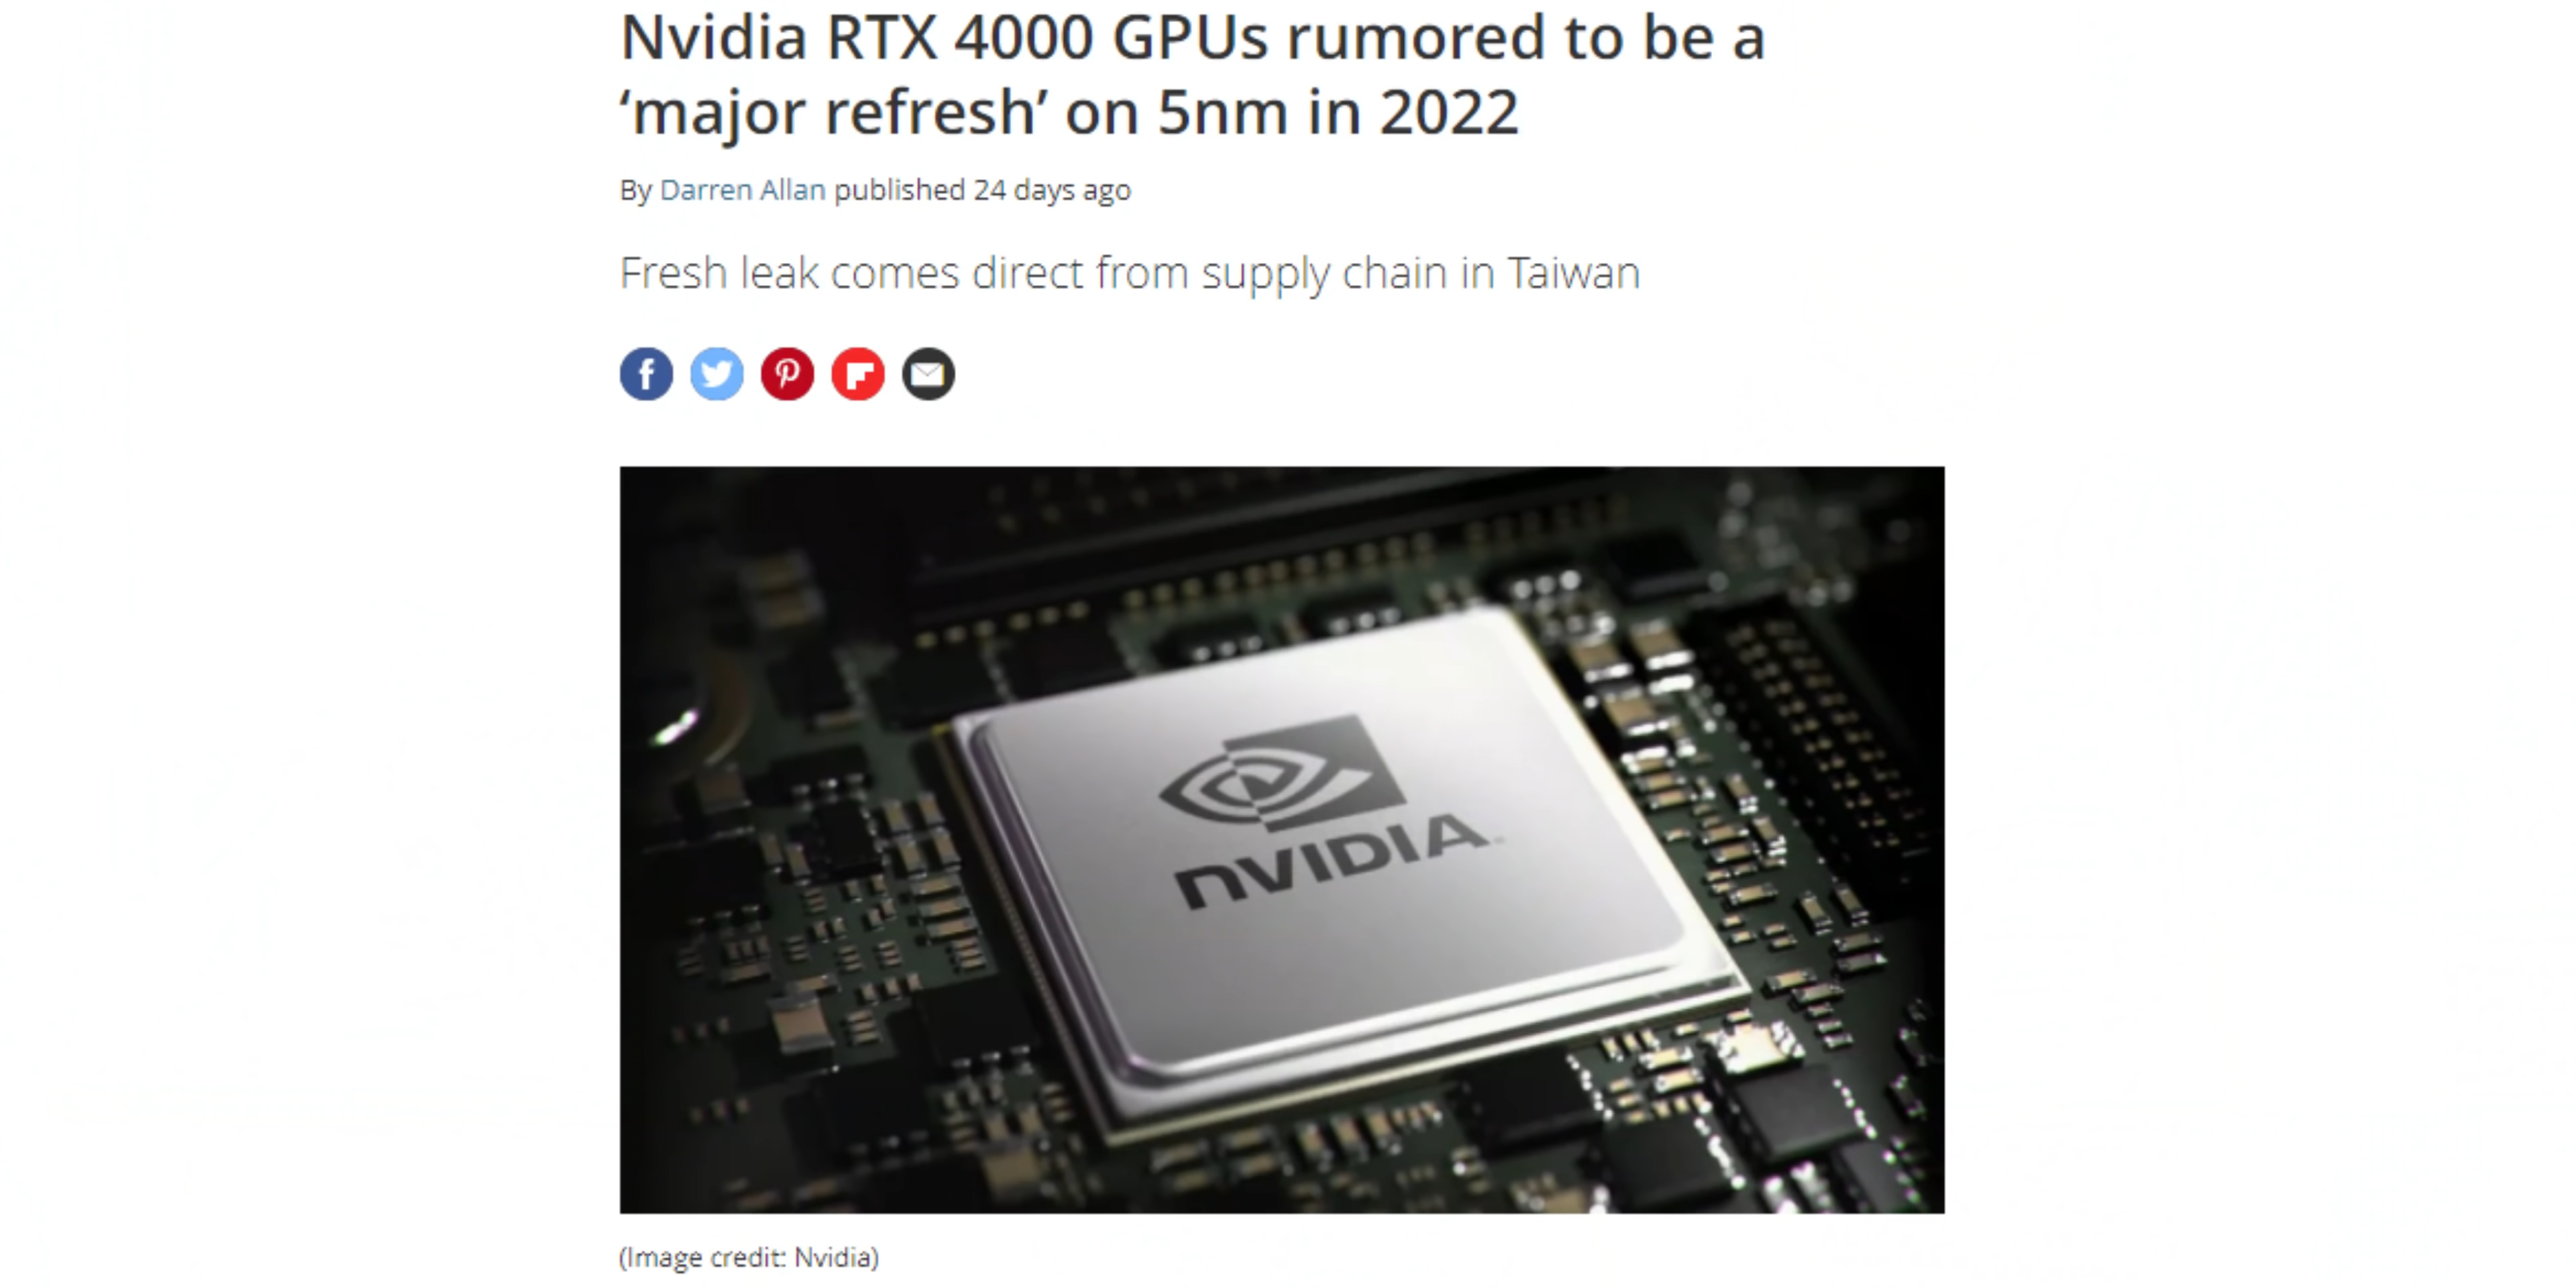 Nvidia RTX 4000 GPUs rumored to be a
‘major refresh’ on 5nm in 2022
By Darren Allan published 24 days ago
Fresh leak comes direct from supply chain in Taiwan
NVIDIA
(Image credit: Nvidia)